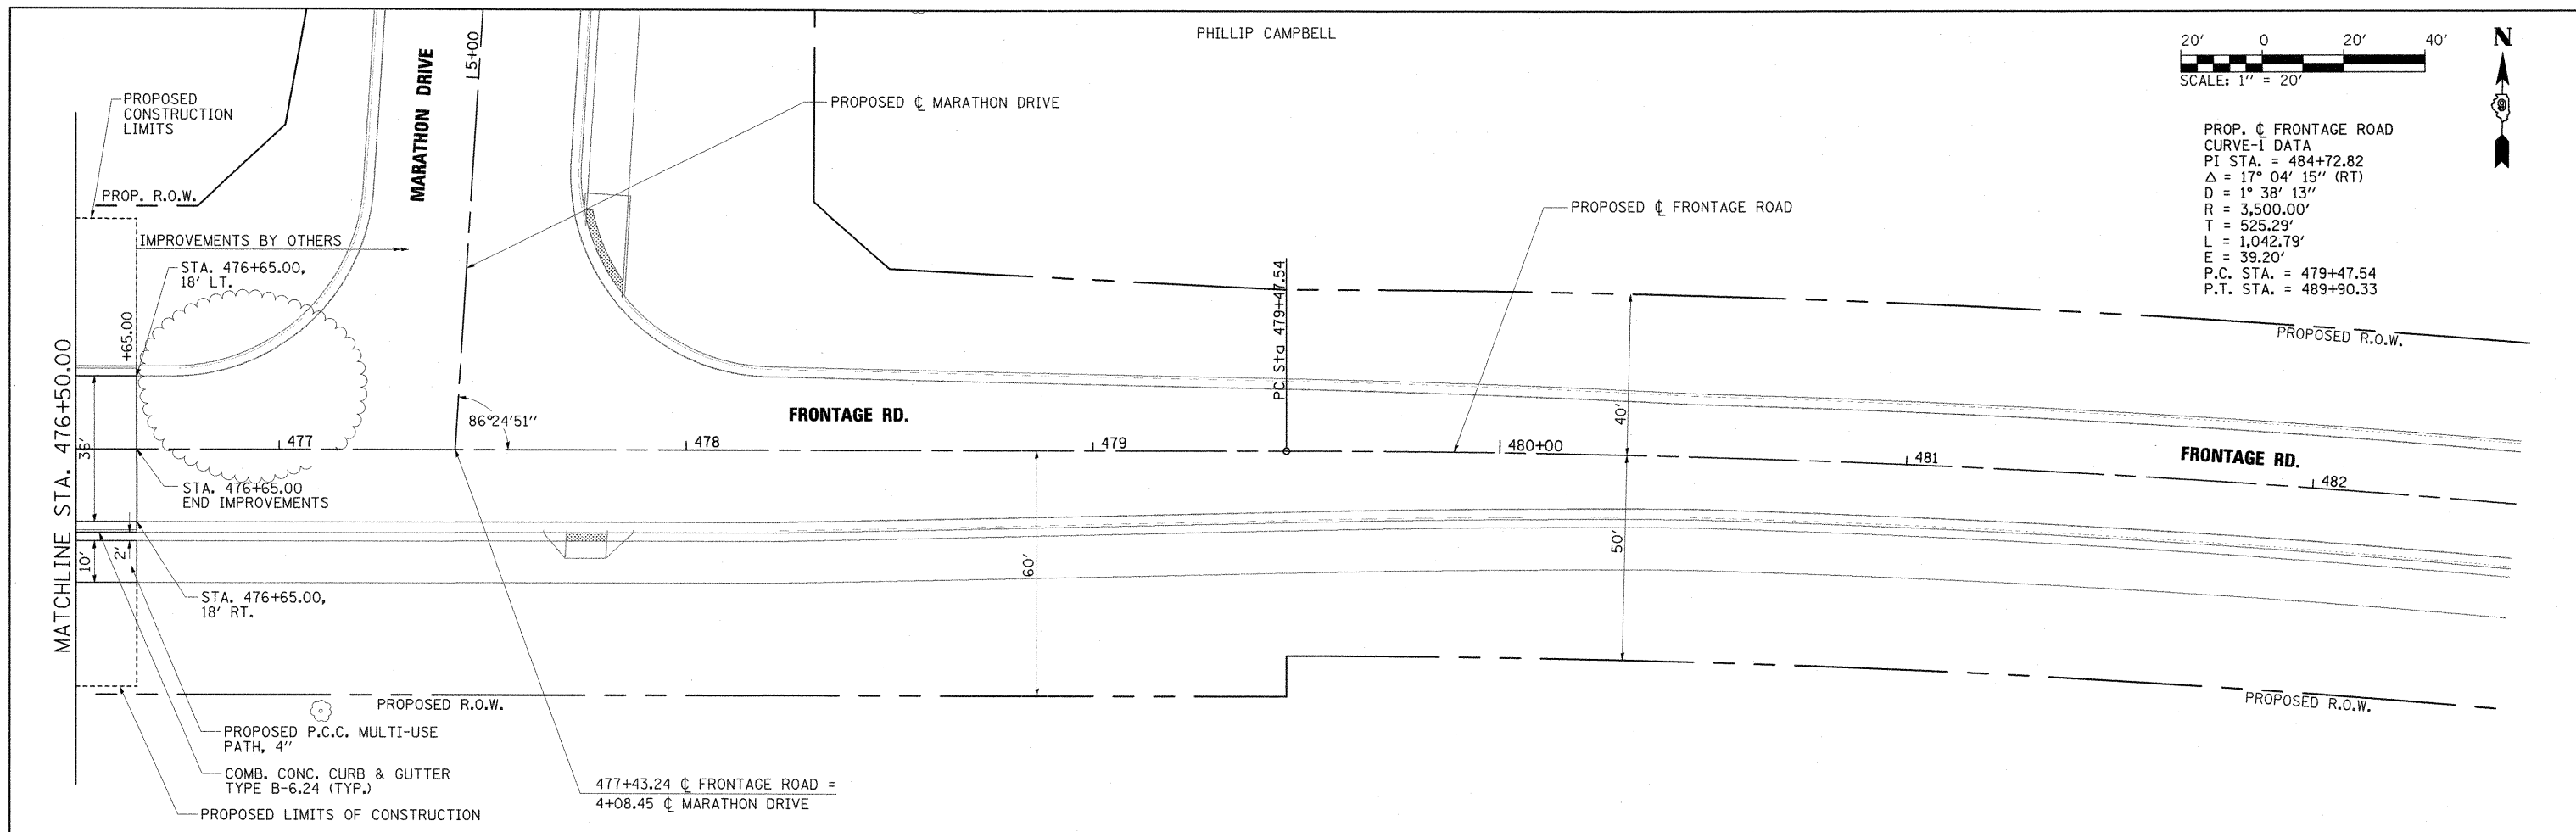 PHILLIP CAMPBELL
20' 0 20' 40'
SCALE: 1" = 20'
N
9
PROP. ℄ FRONTAGE ROAD
CURVE-1 DATA
PI STA. = 484+72.82
Δ = 17° 04' 15" (RT)
D = 1° 38' 13"
R = 3,500.00'
T = 525.29'
L = 1,042.79'
E = 39.20'
P.C. STA. = 479+47.54
P.T. STA. = 489+90.33
MARATHON DRIVE
5+00
PROPOSED
CONSTRUCTION
LIMITS
PROPOSED ℄ MARATHON DRIVE
PROP. R.O.W.
PROPOSED ℄ FRONTAGE ROAD
IMPROVEMENTS BY OTHERS
STA. 476+65.00,
18' LT.
+65.00
PC Sta 479+47.54
PROPOSED R.O.W.
MATCHLINE STA. 476+50.00
36'
86°24'51"
FRONTAGE RD.
40'
477
478
479
480+00
481
482
FRONTAGE RD.
STA. 476+65.00
END IMPROVEMENTS
10'
2'
60'
50'
STA. 476+65.00,
18' RT.
PROPOSED R.O.W.
PROPOSED R.O.W.
PROPOSED P.C.C. MULTI-USE
PATH, 4"
COMB. CONC. CURB & GUTTER
TYPE B-6.24 (TYP.)
PROPOSED LIMITS OF CONSTRUCTION
477+43.24 ℄ FRONTAGE ROAD =
4+08.45 ℄ MARATHON DRIVE